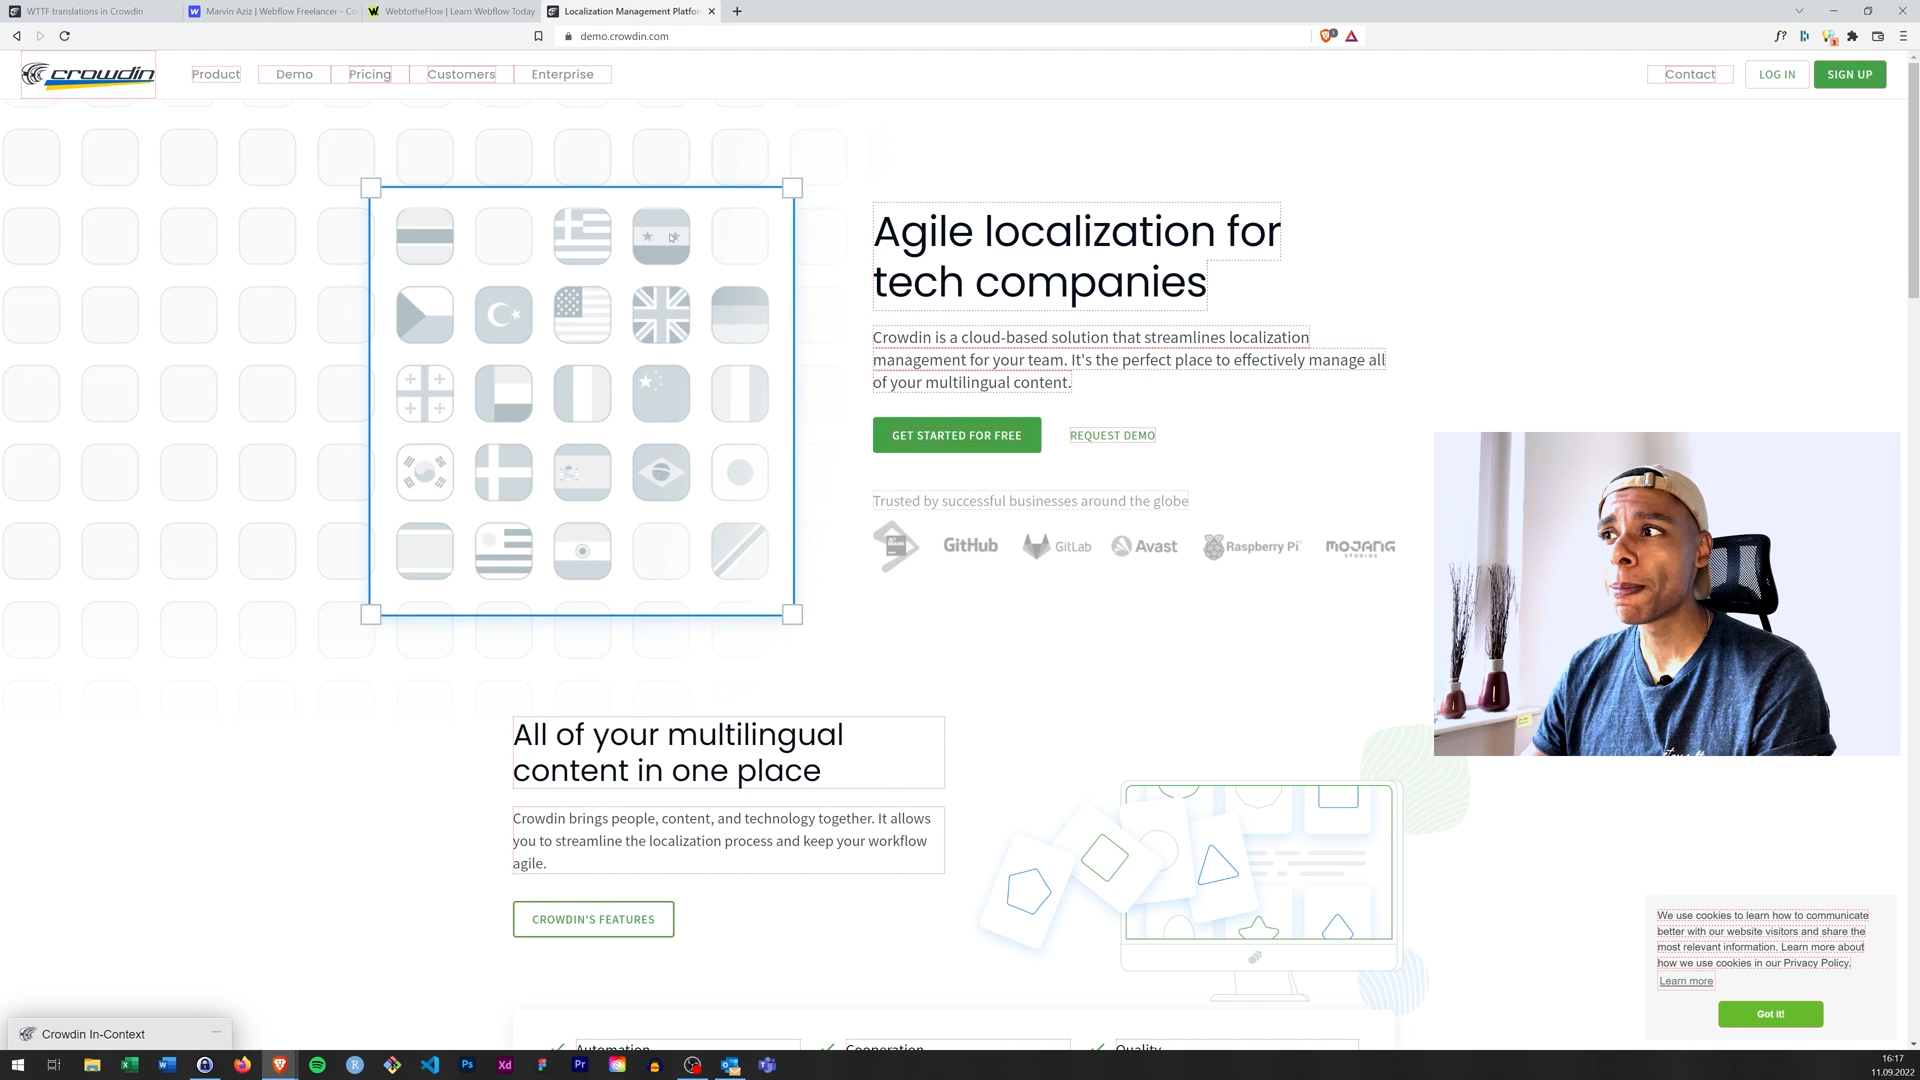 WTTF translations in Crowdin
Marvin Aziz | Webflow Freelancer - Co
WebtotheFlow | Learn Webflow Today
Localization Management Platfo
demo.crowdin.com
crowdin
Product
Demo
Pricing
Customers
Enterprise
Contact
LOG IN
SIGN UP
Agile localization for
tech companies
Crowdin is a cloud-based solution that streamlines localization
management for your team. It's the perfect place to effectively manage all
of your multilingual content.
GET STARTED FOR FREE
REQUEST DEMO
Trusted by successful businesses around the globe
GitHub
GitLab
Avast
Raspberry Pi
MOJANG
STUDIOS
All of your multilingual
content in one place
Crowdin brings people, content, and technology together. It allows
you to streamline the localization process and keep your workflow
agile.
CROWDIN'S FEATURES
We use cookies to learn how to communicate
better with our website visitors and share the
most relevant information. Learn more about
how we use cookies in our Privacy Policy.
Learn more
Got it!
Crowdin In-Context
Automation
Cooperation
Quality
16:17
11.09.2022